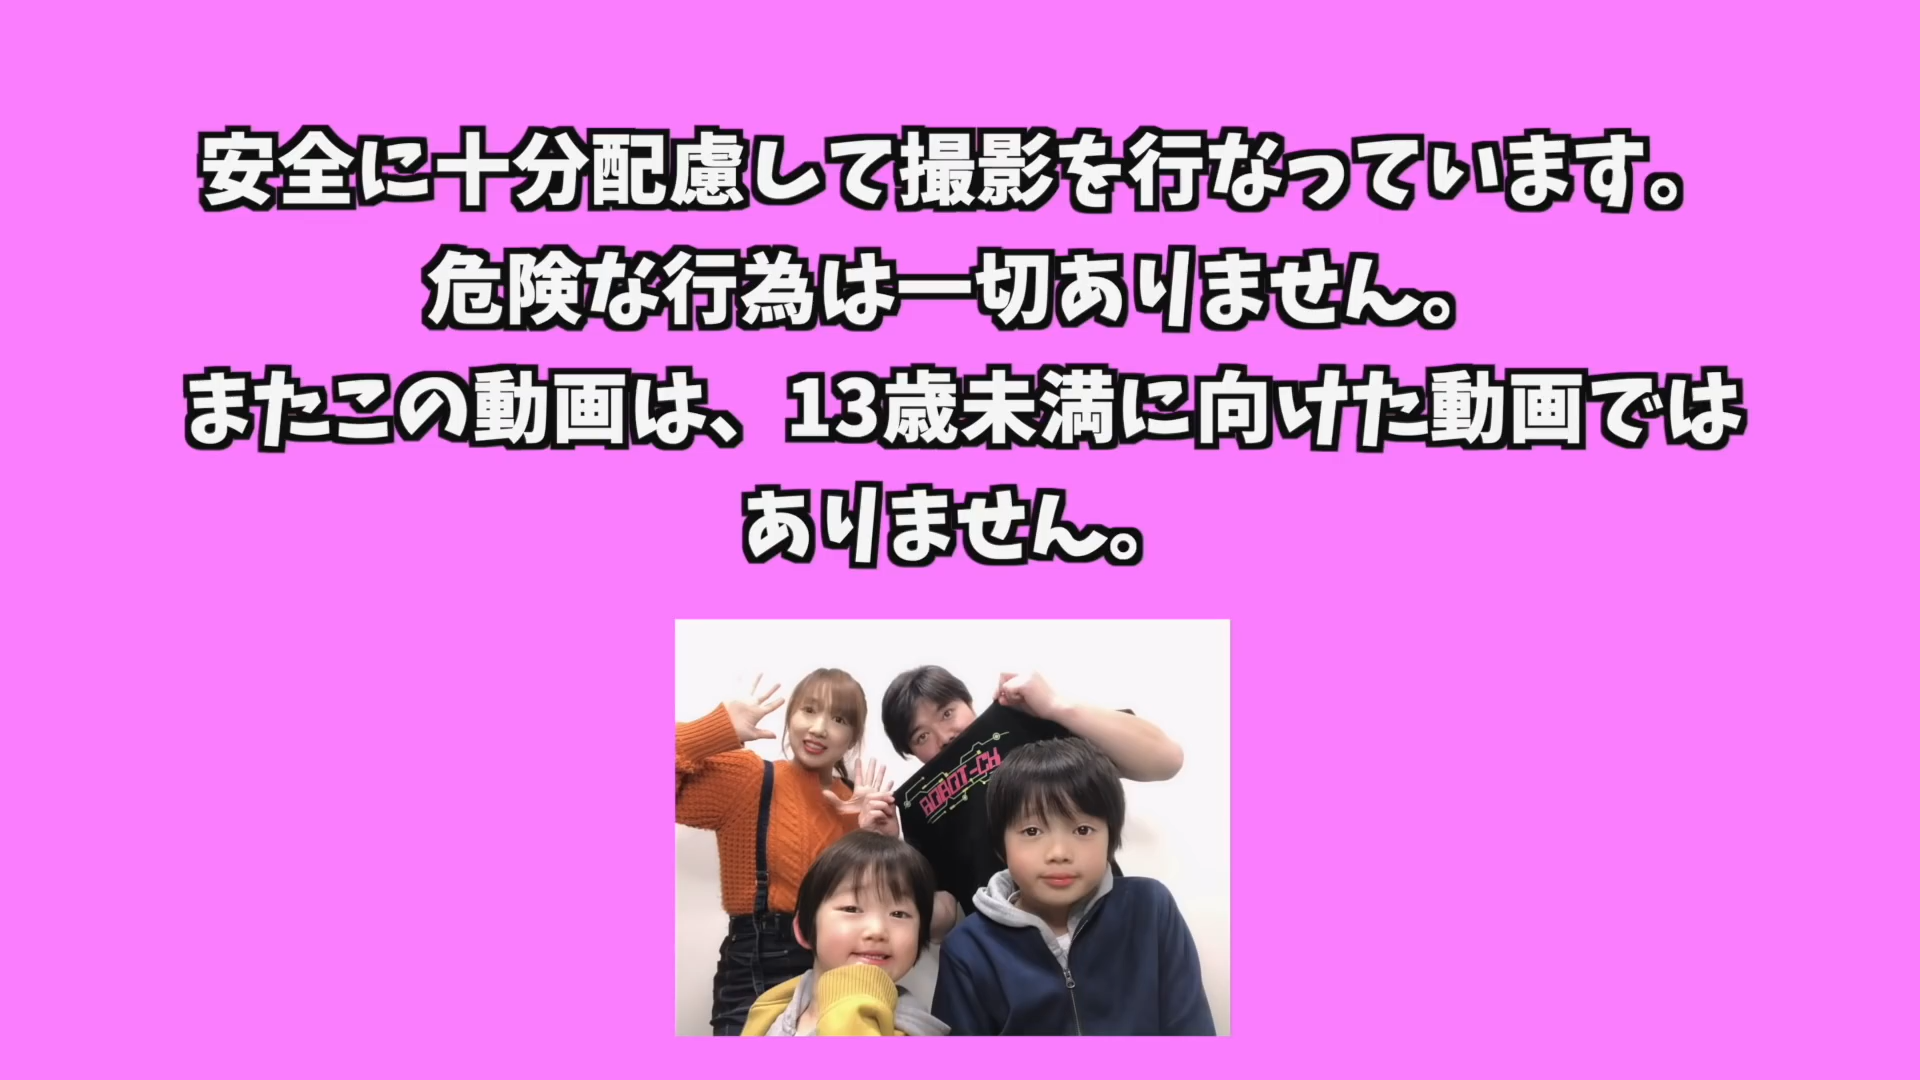 安全に十分配慮して撮影を行なっています。
危険な行為は一切ありません。
またこの動画は、13歳未満に向けた動画では
ありません。
ROBOT-CH